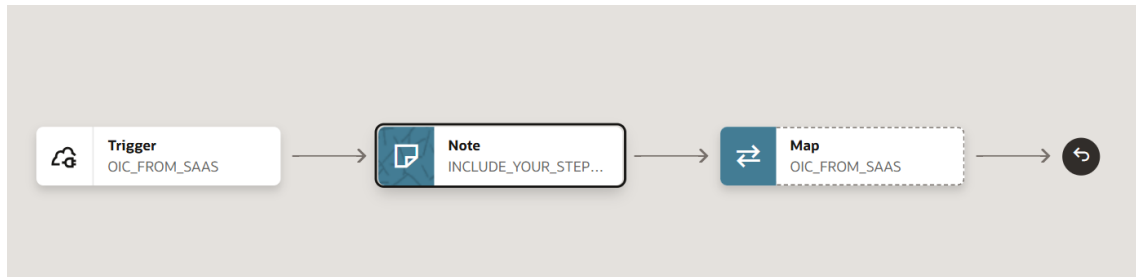 Trigger
OIC_FROM_SAAS
Note
INCLUDE_YOUR_STEP...
Map
OIC_FROM_SAAS